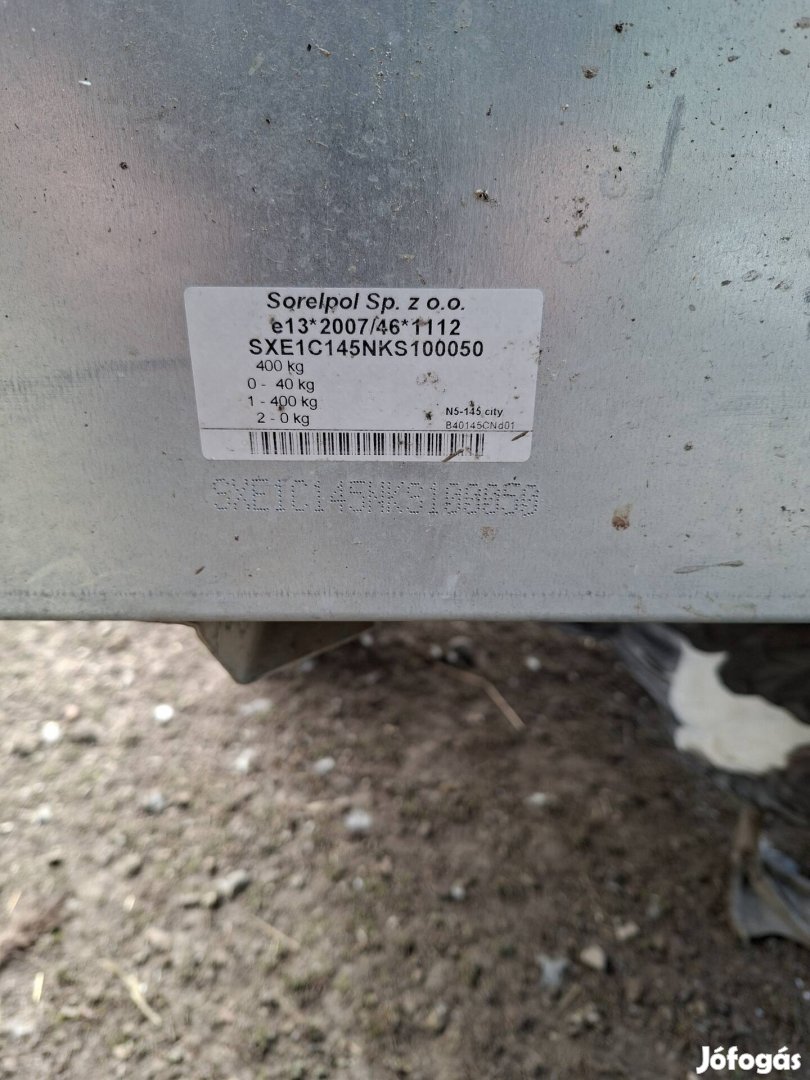 Sorelpol Sp. z o.o.
e13*2007/46*1112
SXE1C145NKS100050
400 kg
0 - 40 kg
1 - 400 kg
2 - 0 kg
N5-145 city
B40145CNd01
SXE1C145NKS100050
Jófogás